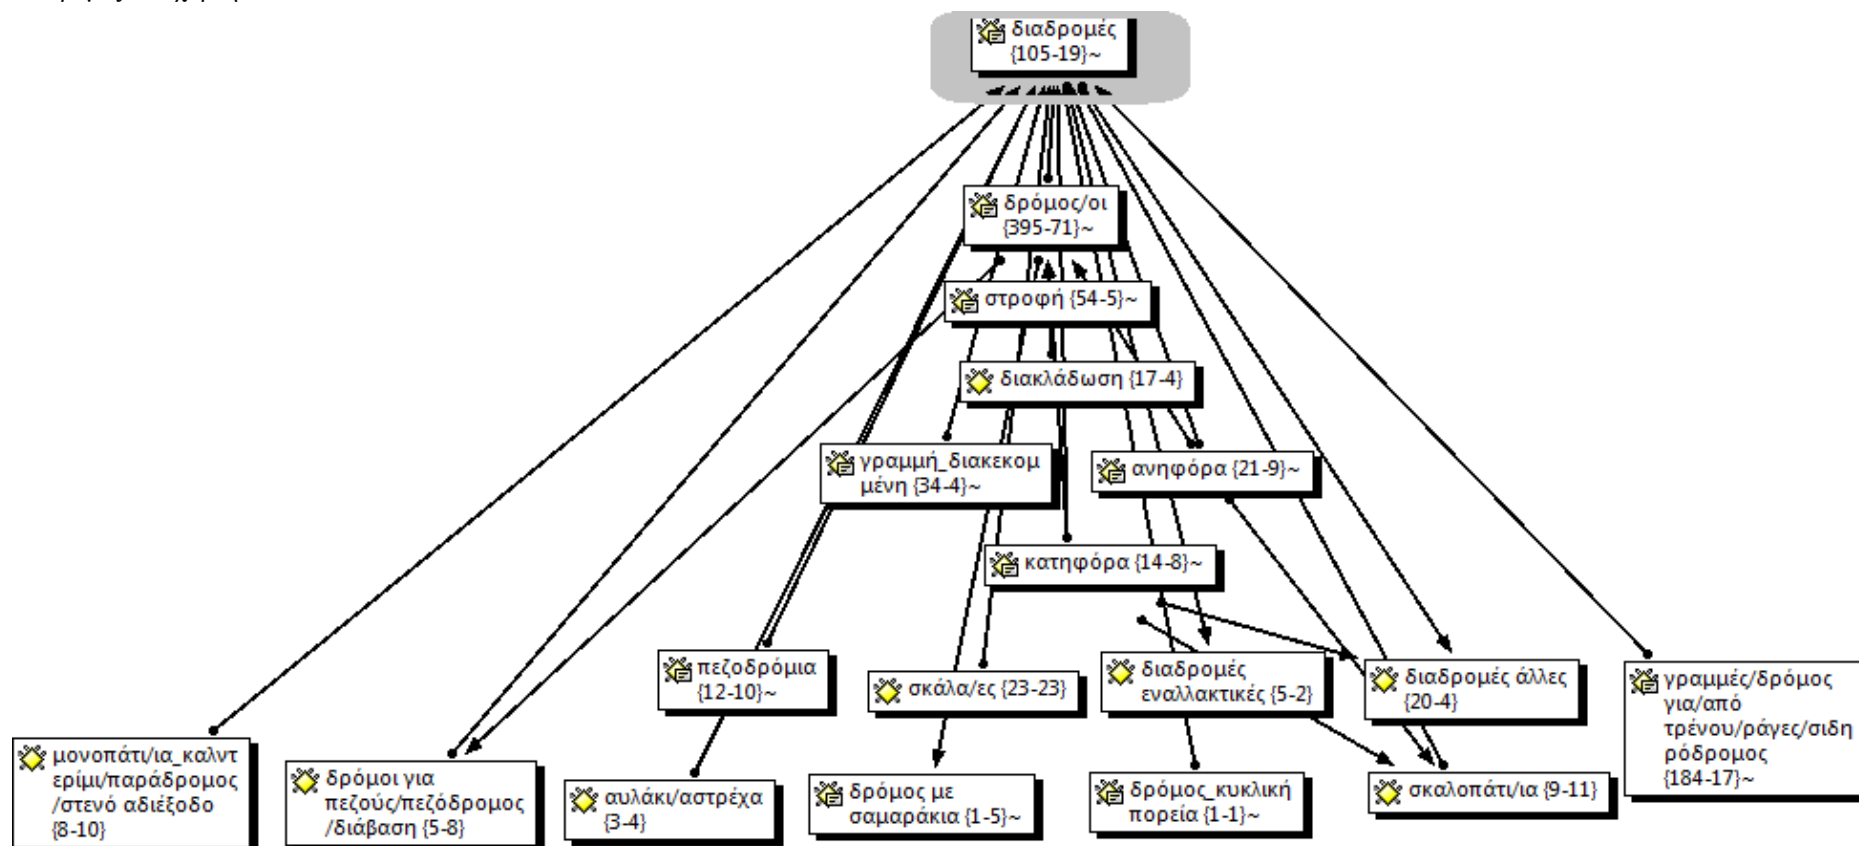 διαδρομές
{105-19}~
δρόμος/οι
{395-71}~
στροφή {54-5}~
διακλάδωση {17-4}
γραμμή_διακεκομ
μένη {34-4}~
ανηφόρα {21-9}~
κατηφόρα {14-8}~
πεζοδρόμια
{12-10}~
σκάλα/ες {23-23}
διαδρομές
εναλλακτικές {5-2}
διαδρομές άλλες
{20-4}
γραμμές/δρόμος
για/από
τρένου/ράγες/σιδη
ρόδρομος
{184-17}~
μονοπάτι/ια_καλντ
ερίμι/παράδρομος
/στενό αδιέξοδο
{8-10}
δρόμοι για
πεζούς/πεζόδρομος
/διάβαση {5-8}
αυλάκι/αστρέχα
{3-4}
δρόμος με
σαμαράκια {1-5}~
δρόμος_κυκλική
πορεία {1-1}~
σκαλοπάτι/ια {9-11}